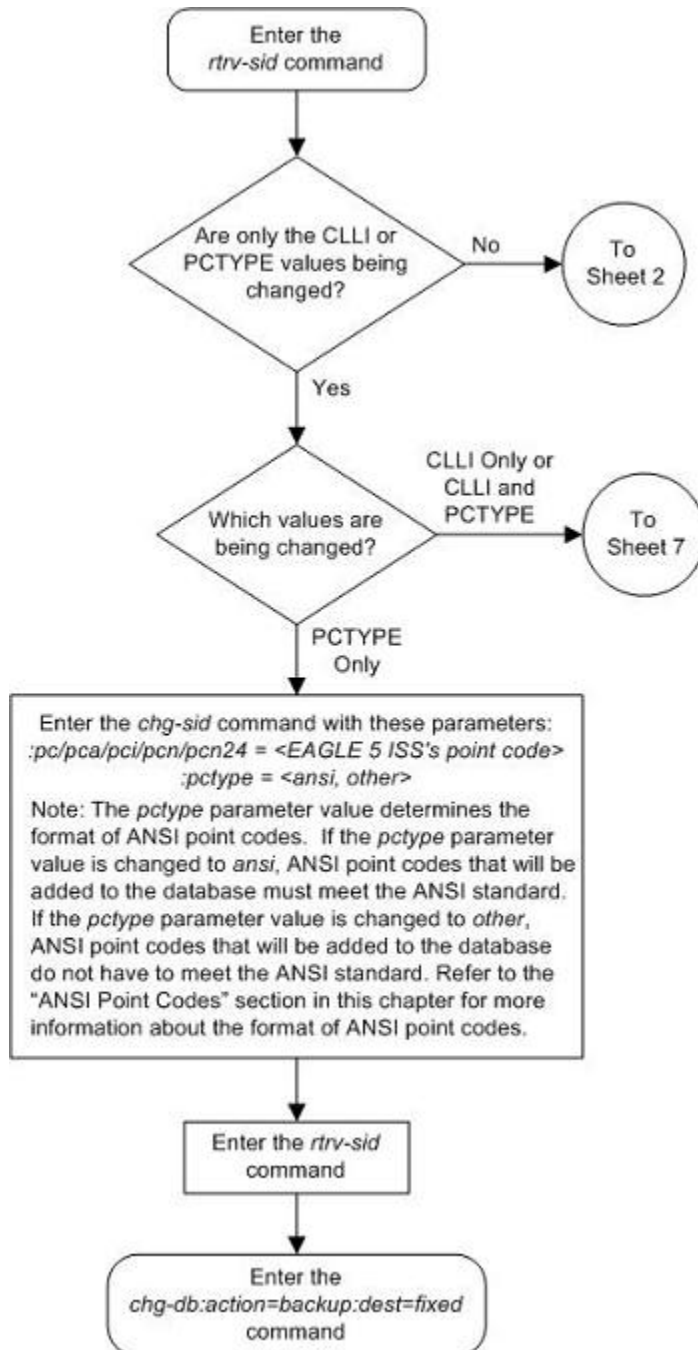 Enter the
rtrv-sid command
Are only the CLLI or
PCTYPE values being
changed?
No
To
Sheet 2
Yes
CLLI Only or
CLLI and
PCTYPE
Which values are
being changed?
To
Sheet 7
PCTYPE
Only
Enter the chg-sid command with these parameters:
:pc/pca/pci/pcn/pcn24 = <EAGLE 5 ISS's point code>
:pctype = <ansi, other>
Note: The pctype parameter value determines the
format of ANSI point codes. If the pctype parameter
value is changed to ansi, ANSI point codes that will be
added to the database must meet the ANSI standard.
If the pctype parameter value is changed to other,
ANSI point codes that will be added to the database
do not have to meet the ANSI standard. Refer to the
“ANSI Point Codes” section in this chapter for more
information about the format of ANSI point codes.
Enter the rtrv-sid
command
Enter the
chg-db:action=backup:dest=fixed
command